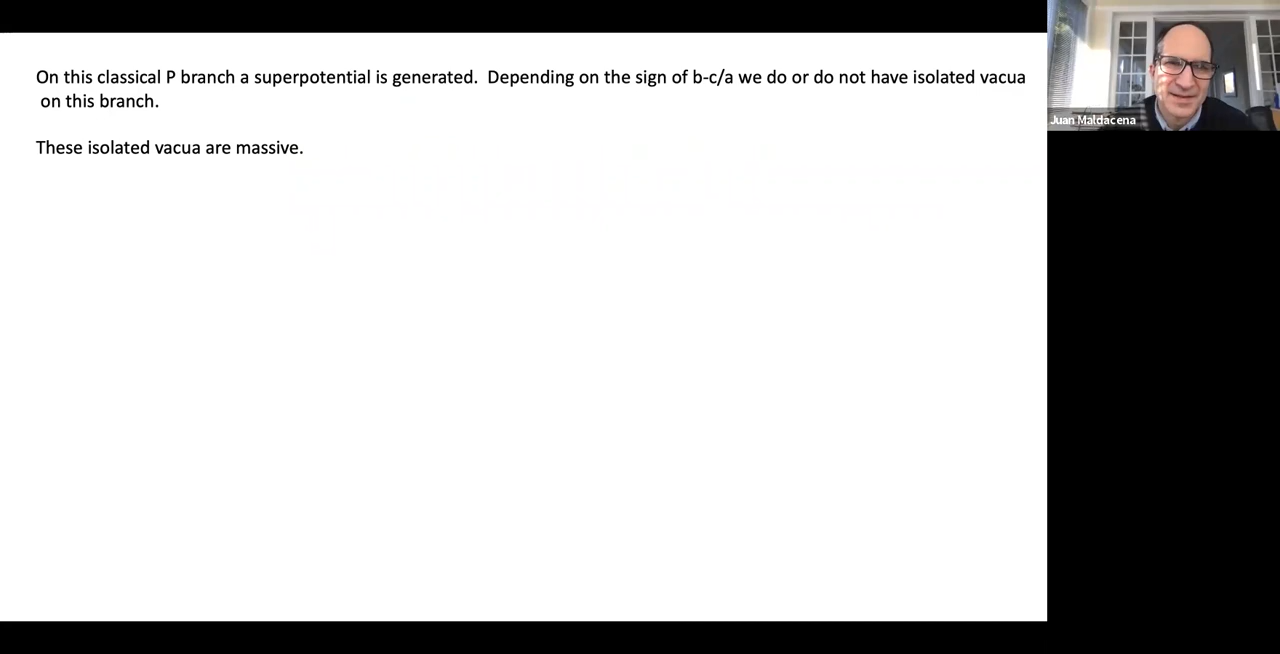 On this classical P branch a superpotential is generated. Depending on the sign of b-c/a we do or do not have isolated vacua
on this branch.
These isolated vacua are massive.
Juan Maldacena